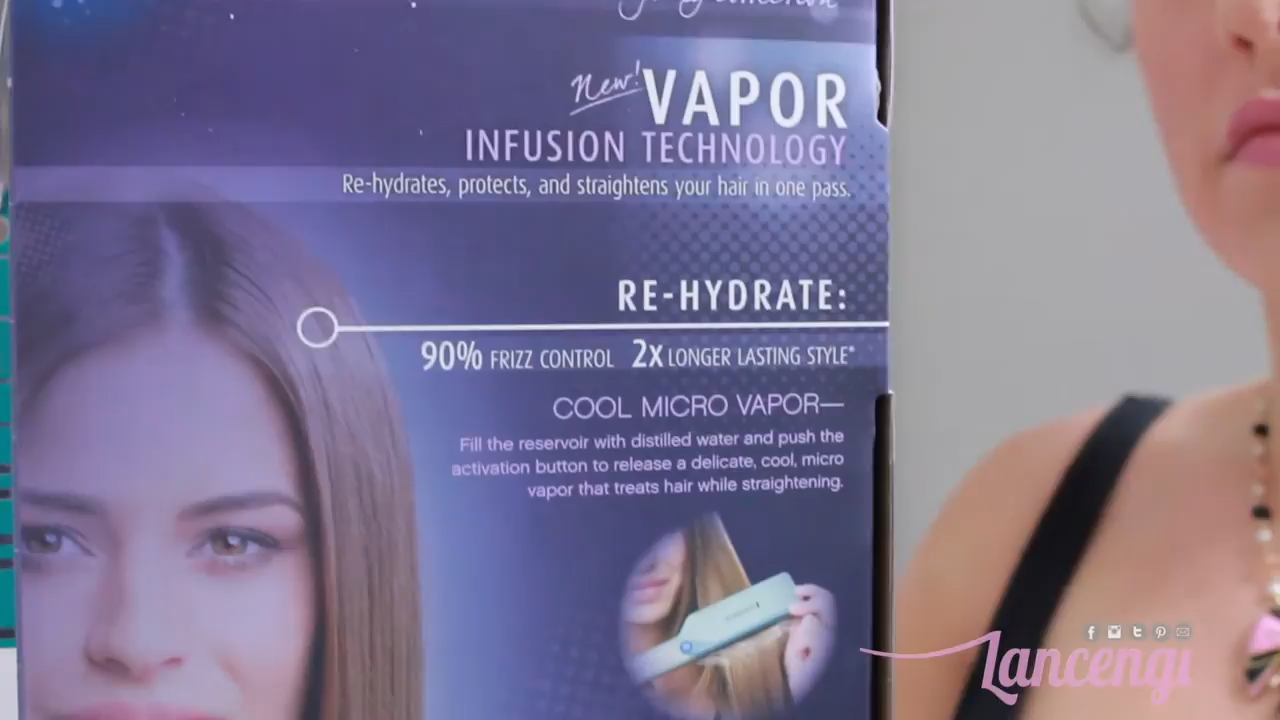 New! VAPOR
INFUSION TECHNOLOGY
Re-hydrates, protects, and straightens your hair in one pass.
RE-HYDRATE:
90% FRIZZ CONTROL 2x LONGER LASTING STYLE*
COOL MICRO VAPOR—
Fill the reservoir with distilled water and push the
activation button to release a delicate, cool, micro
vapor that treats hair while straightening.
Lancengi